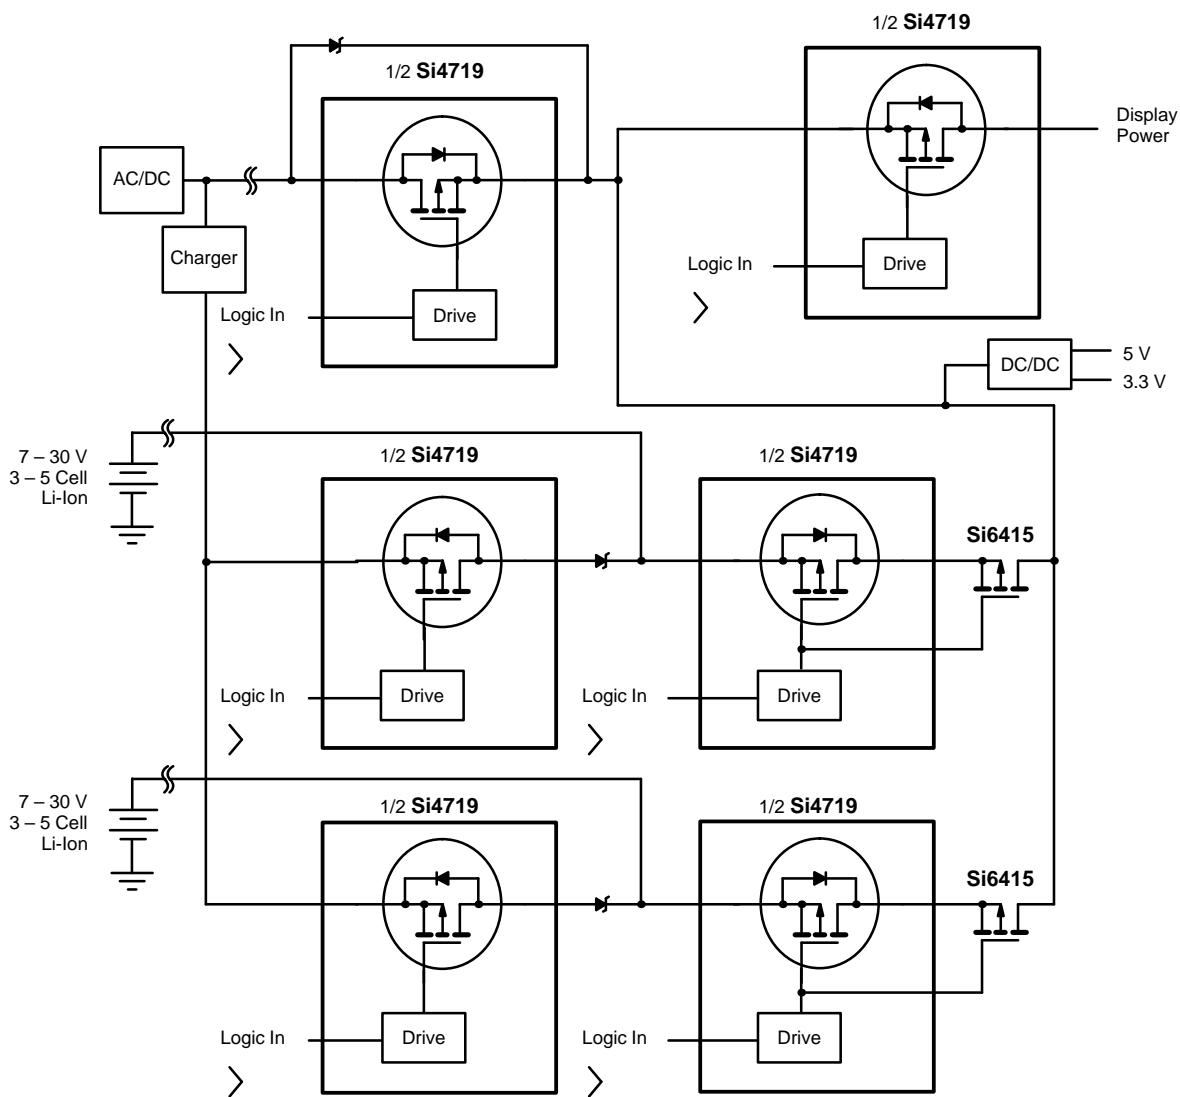 1/2 Si4719
1/2 Si4719
Display
Power
AC/DC
Charger
Logic In
Drive
Logic In
Drive
5 V
DC/DC
3.3 V
7 – 30 V
3 – 5 Cell
Li-Ion
1/2 Si4719
1/2 Si4719
Si6415
Logic In
Drive
Logic In
Drive
7 – 30 V
3 – 5 Cell
Li-Ion
1/2 Si4719
1/2 Si4719
Si6415
Logic In
Drive
Logic In
Drive